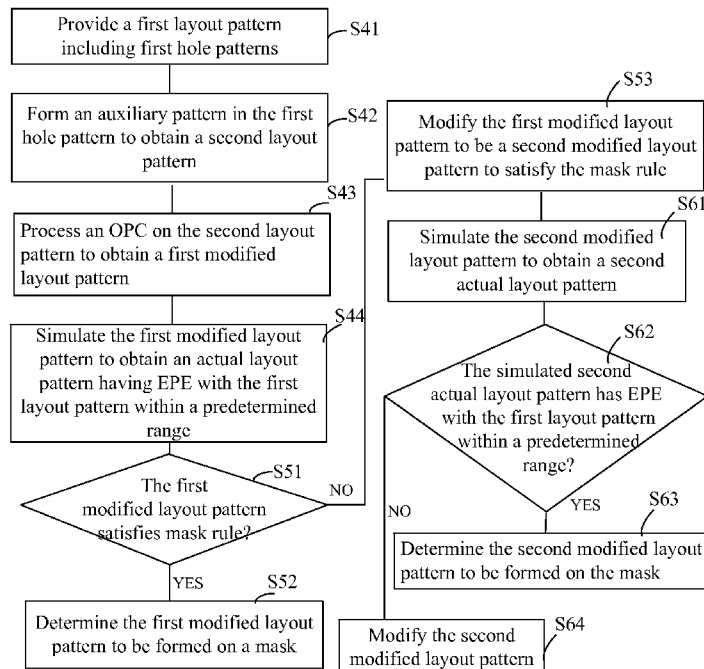 Provide a first layout pattern
including first hole patterns
S41
Form an auxiliary pattern in the first
hole pattern to obtain a second layout
pattern
S42
S43
Process an OPC on the second layout
pattern to obtain a first modified
layout pattern
S44
Simulate the first modified layout
pattern to obtain an actual layout
pattern having EPE with the first
layout pattern within a predetermined
range
S51
The first
modified layout pattern
satisfies mask rule?
NO
YES
S52
Determine the first modified layout
pattern to be formed on a mask
S53
Modify the first modified layout
pattern to be a second modified layout
pattern to satisfy the mask rule
S61
Simulate the second modified
layout pattern to obtain a second
actual layout pattern
S62
The simulated second
actual layout pattern has EPE
with the first layout pattern
within a predetermined
range?
NO
YES
S63
Determine the second modified layout
pattern to be formed on the mask
S64
Modify the second
modified layout pattern